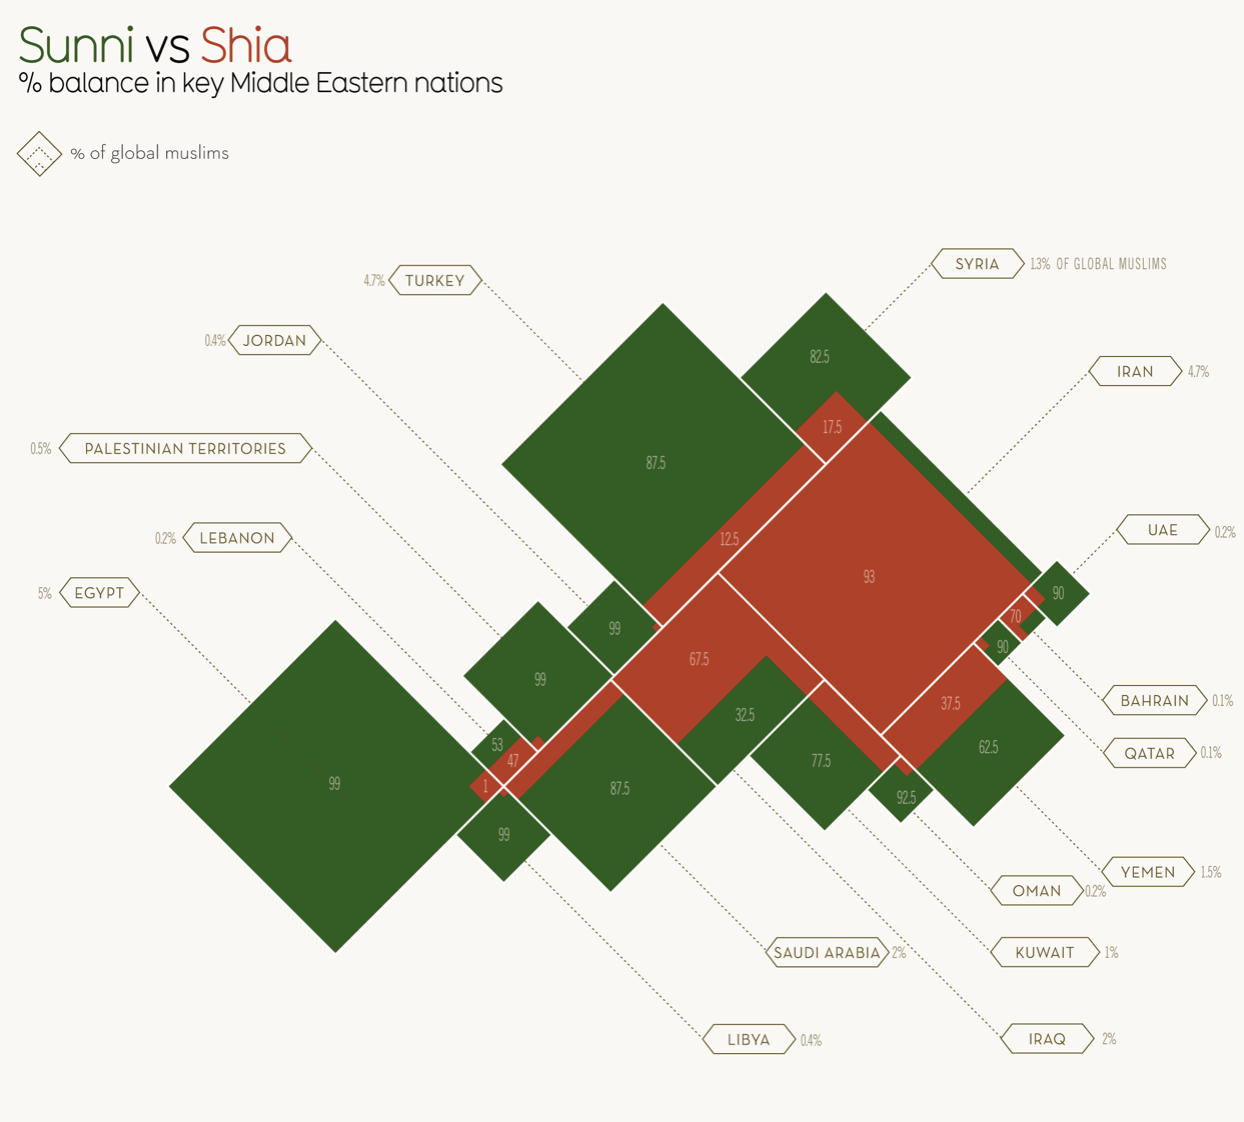 Sunni vs Shia
% balance in key Middle Eastern nations
% of global muslims
SYRIA 1.3% OF GLOBAL MUSLIMS
4.7% TURKEY
0.4% JORDAN
82.5
IRAN 4.7%
17.5
0.5% PALESTINIAN TERRITORIES
87.5
UAE 0.2%
0.2% LEBANON
12.5
93
5% EGYPT
90
70
99
90
67.5
99
BAHRAIN 0.1%
37.5
32.5
53
62.5
QATAR 0.1%
47
77.5
99
1
87.5
92.5
99
YEMEN 1.5%
OMAN 0.2%
SAUDI ARABIA 2%
KUWAIT 1%
LIBYA 0.4%
IRAQ 2%